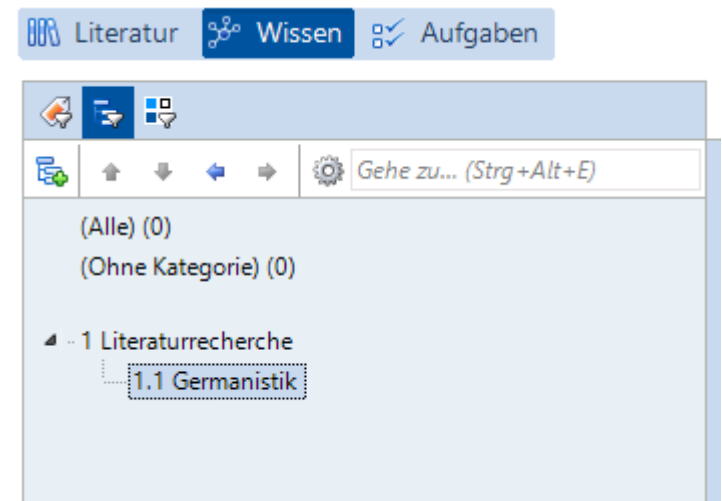 Literatur Wissen Aufgaben
Gehe zu... (Strg+Alt+E)
(Alle) (0)
(Ohne Kategorie) (0)
1 Literaturrecherche
1.1 Germanistik